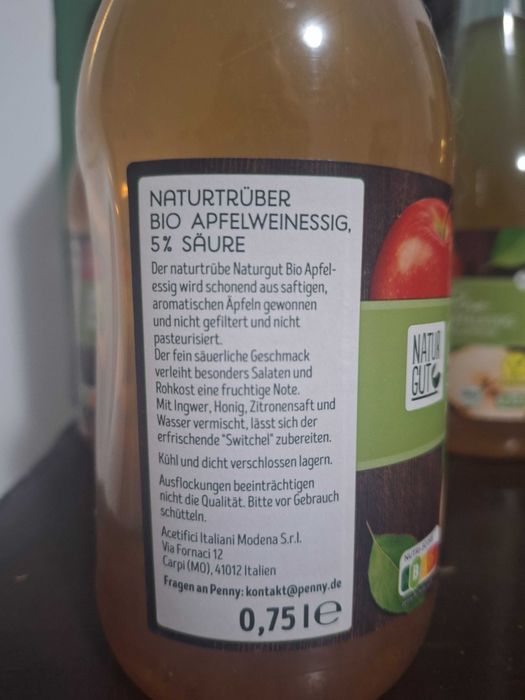 NATURTRÜBER
BIO APFELWEINESSIG,
5% SÄURE
Der naturtrübe Naturgut Bio Apfel-
essig wird schonend aus saftigen,
aromatischen Äpfeln gewonnen
und nicht gefiltert und nicht
pasteurisiert.
Der fein säuerliche Geschmack
verleiht besonders Salaten und
Rohkost eine fruchtige Note.
Mit Ingwer, Honig, Zitronensaft und
Wasser vermischt, lässt sich der
erfrischende "Switchel" zubereiten.
Kühl und dicht verschlossen lagern.
Ausflockungen beeinträchtigen
nicht die Qualität. Bitte vor Gebrauch
schütteln.
Acetifici Italiani Modena S.r.l.
Via Fornaci 12
Carpi (MO), 41012 Italien
Fragen an Penny: kontakt@penny.de
0,75 l e
NATUR
GUT
NUTRI-SCORE
B